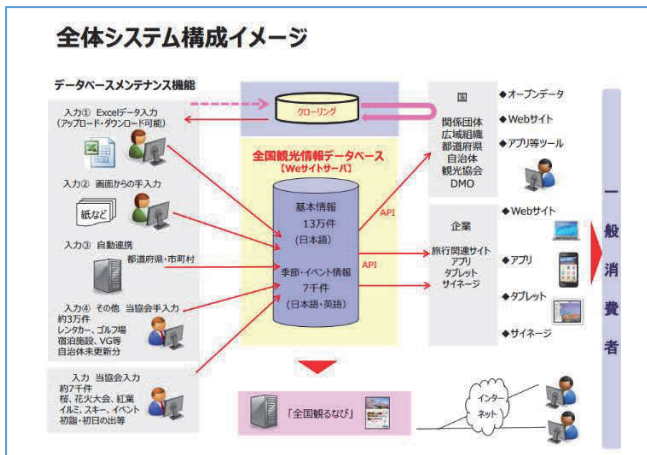 全体システム構成イメージ
データベースメンテナンス機能
入力① Excelデータ入力
(アップロード・ダウンロード可能)
入力② 画面からの手入力
紙など
入力③ 自動連携
都道府県・市町村
入力④ その他 当協会手入力
約3万件
レンタカー、ゴルフ場
宿泊施設、VG等
自治体未更新分
入力 当協会入力
約7千件
桜、花火大会、紅葉
イルミ、スキー、イベント
初詣・初日の出等
クローリング
全国観光情報データベース
【Weサイトサーバ】
基本情報
13万件
(日本語)
季節・イベント情報
7千件
(日本語・英語)
API
API
「全国観るなび」
国
関係団体
広域組織
都道府県
自治体
観光協会
DMO
◆オープンデータ
◆Webサイト
◆アプリ等ツール
企業
旅行関連サイト
アプリ
タブレット
サイネージ
◆Webサイト
◆アプリ
◆タブレット
◆サイネージ
インター
ネット
一般消費者